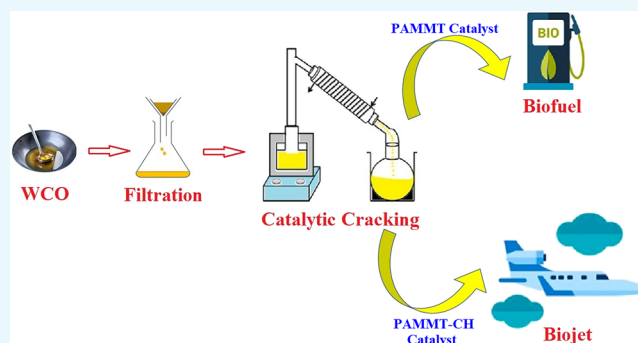 PAMMT Catalyst
BIO
Biofuel
WCO
Filtration
Catalytic Cracking
PAMMT-CH
Catalyst
Biojet